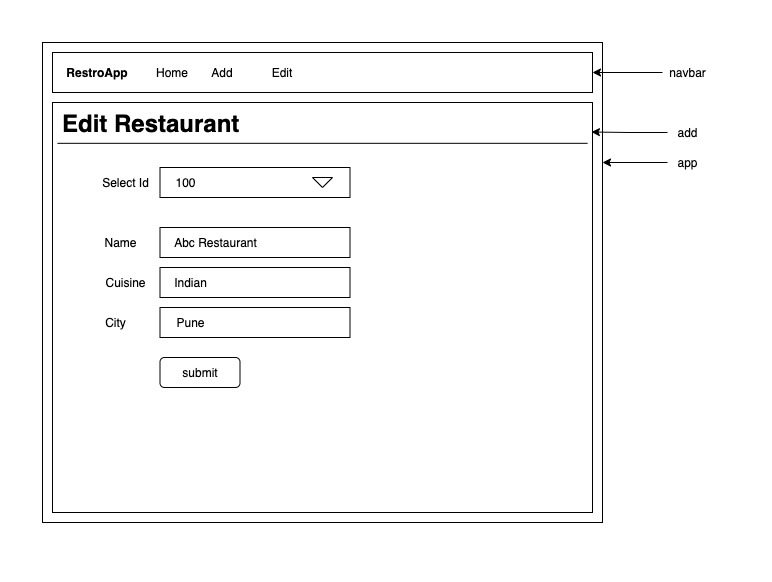 RestroApp Home Add Edit navbar
Edit Restaurant add
app
Select Id 100
Name Abc Restaurant
Cuisine Indian
City Pune
submit